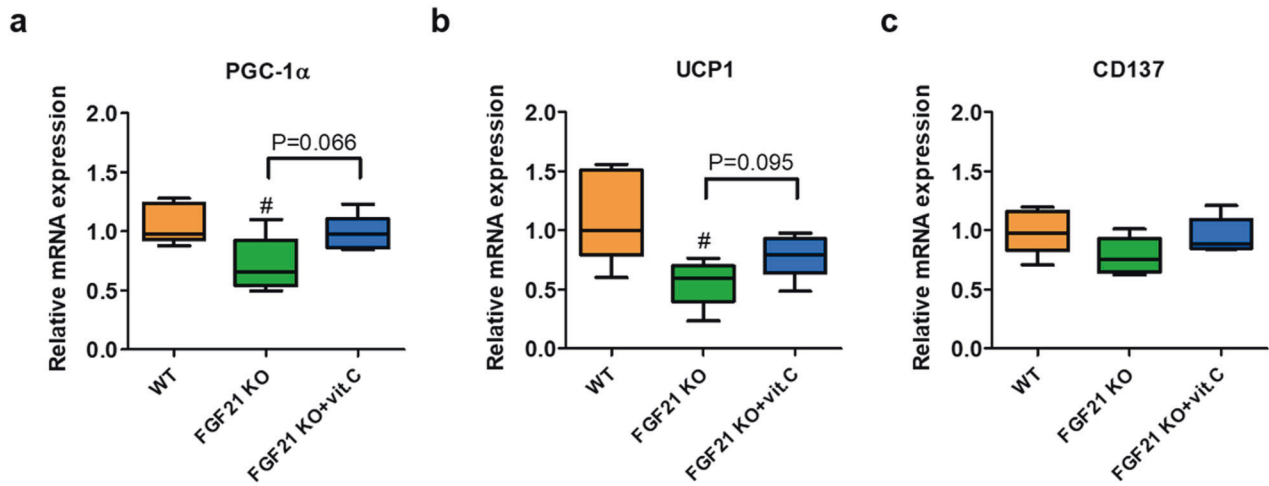 a
PGC-1α
Relative mRNA expression
2.0
1.5
1.0
0.5
0.0
P=0.066
#
WT
FGF21 KO
FGF21 KO+vit.C
b
UCP1
Relative mRNA expression
2.0
1.5
1.0
0.5
0.0
P=0.095
#
WT
FGF21 KO
FGF21 KO+vit.C
c
CD137
Relative mRNA expression
2.0
1.5
1.0
0.5
0.0
WT
FGF21 KO
FGF21 KO+vit.C